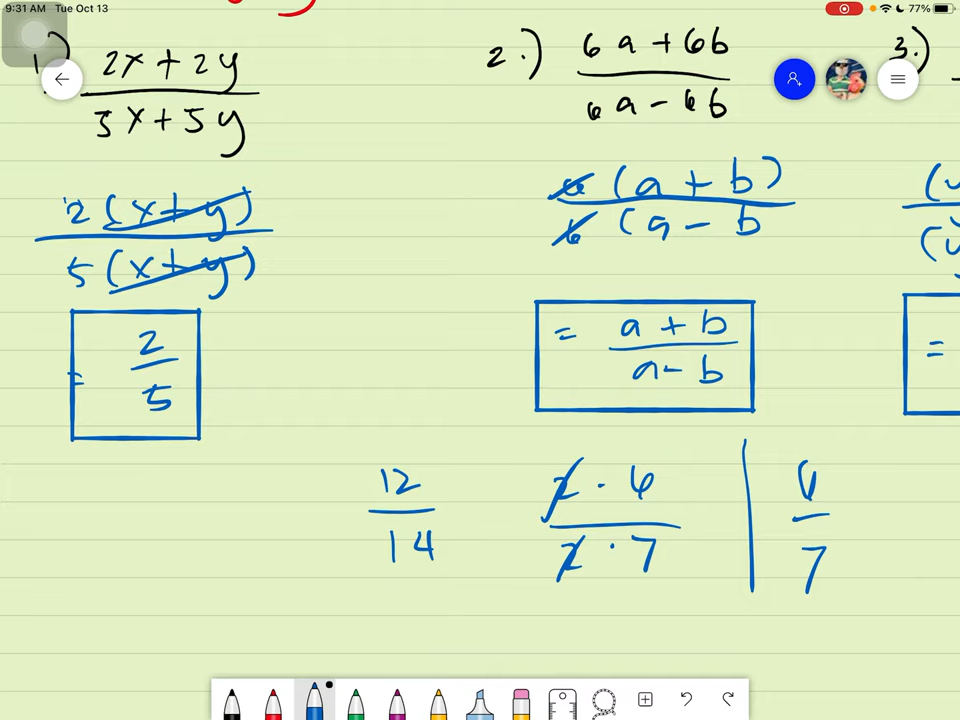 9:31 AM Tue Oct 13
77%
1.) 2x + 2y
5x + 5y
2 (x + y)
5 (x + y)
= 2
5
2.) 6a + 6b
6a - 6b
6 (a + b)
6 (a - b
= a + b
a - b
3.)
=
12
14
2 · 6
2 · 7
6
7